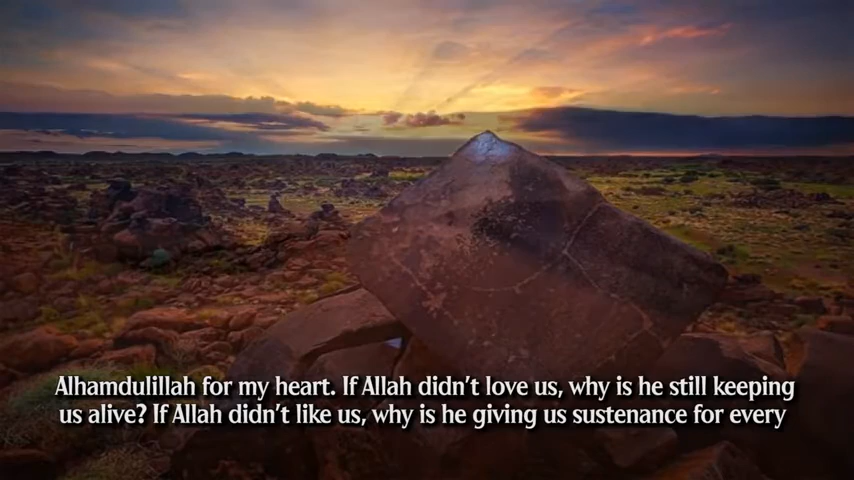 Alhamdulillah for my heart. If Allah didn't love us, why is he still keeping
us alive? If Allah didn't like us, why is he giving us sustenance for every